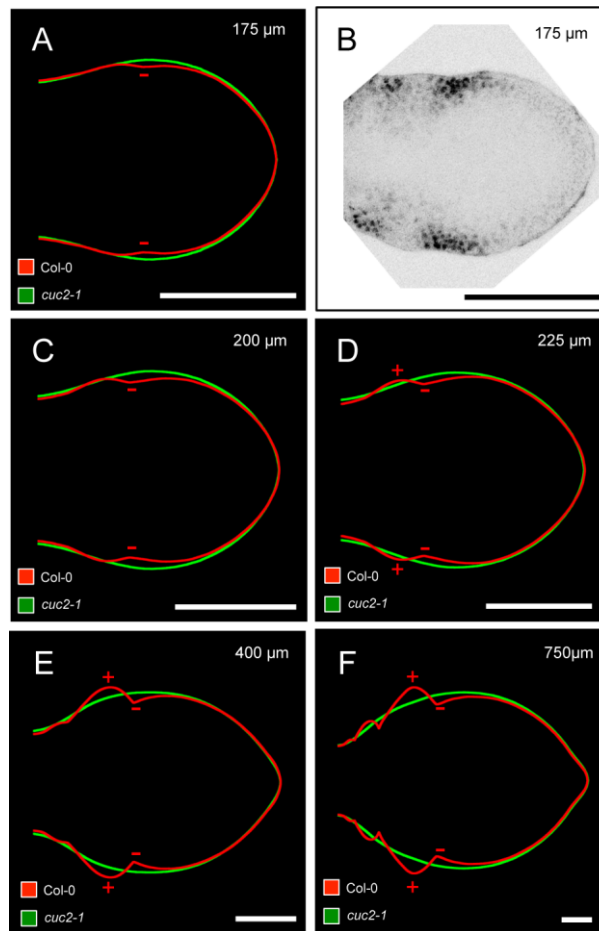 A
175 µm
-
-
Col-0
cuc2-1
B
175 µm
C
200 µm
-
-
Col-0
cuc2-1
D
225 µm
+
-
-
+
Col-0
cuc2-1
E
400 µm
+
-
-
+
Col-0
cuc2-1
F
750µm
+
-
-
+
Col-0
cuc2-1